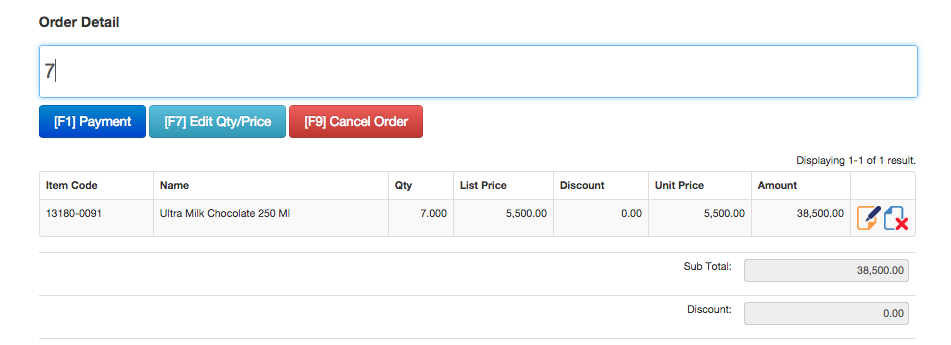 Order Detail
7
[F1] Payment [F7] Edit Qty/Price [F9] Cancel Order
Displaying 1-1 of 1 result.
Item Code Name Qty List Price Discount Unit Price Amount
13180-0091 Ultra Milk Chocolate 250 Ml 7.000 5,500.00 0.00 5,500.00 38,500.00
Sub Total: 38,500.00
Discount: 0.00